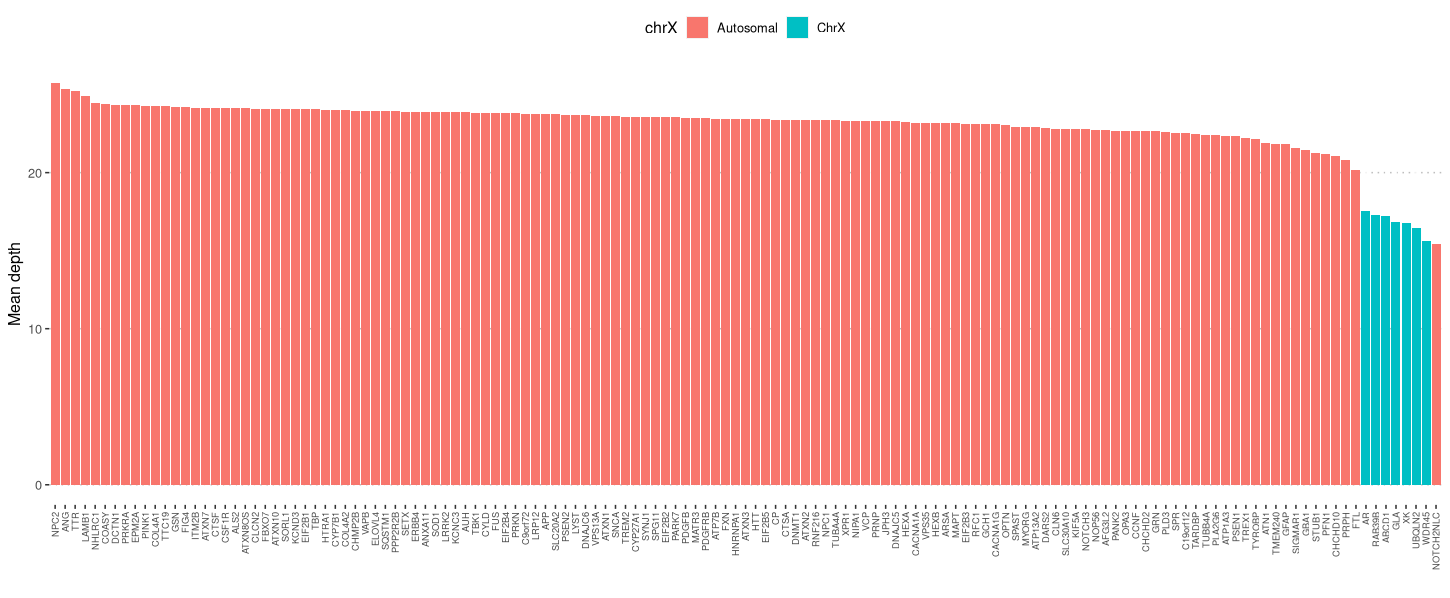 chrX Autosomal ChrX
Mean depth
20
10
0
NPC2
ANG
TTR
LAMB1
NHLRC1
COASY
DCTN1
PRKRA
EPM2A
PINK1
COL4A1
TTC19
GSN
FIG4
ITM2B
ATXN7
CTSF
CSF1R
ALS2
ATXN8OS
CLCN2
FBXO7
ATXN10
SORL1
KCND3
EIF2B1
TBP
HTRA1
CYP7B1
COL4A2
CHMP2B
VAPB
ELOVL4
SQSTM1
PPP2R2B
SETX
ERBB4
ANXA11
SOD1
LRRK2
KCNC3
AUH
TBK1
CYLD
FUS
EIF2B4
PRKN
C9orf72
LRP12
APP
SLC20A2
PSEN2
LYST
DNAJC6
VPS13A
ATXN1
SNCA
TREM2
CYP27A1
SYNJ1
SPG11
EIF2B2
PARK7
PDGFB
MATR3
PDGFRB
ATP7B
FXN
HNRNPA1
ATXN3
HTT
EIF2B5
CP
CTSA
DNMT1
ATXN2
RNF216
NPC1
TUBA4A
XPR1
NIPA1
VCP
PRNP
JPH3
DNAJC5
HEXA
CACNA1A
VPS35
HEXB
ARSA
MAPT
EIF2B3
RFC1
GCH1
CACNA1G
OPTN
SPAST
MYORG
ATP13A2
DARS2
CLN6
SLC30A10
KIF5A
NOTCH3
NOP56
AFG3L2
PANK2
OPA3
CCNF
CHCHD2
GRN
PLD3
SPR
C19orf12
TARDBP
TUBB4A
PLA2G6
ATP1A3
PSEN1
TREX1
TYROBP
ATN1
TMEM240
GFAP
SIGMAR1
GBA1
STUB1
PFN1
CHCHD10
PRPH
FTL
AR
RAB39B
ABCD1
GLA
XK
UBQLN2
WDR45
NOTCH2NLC